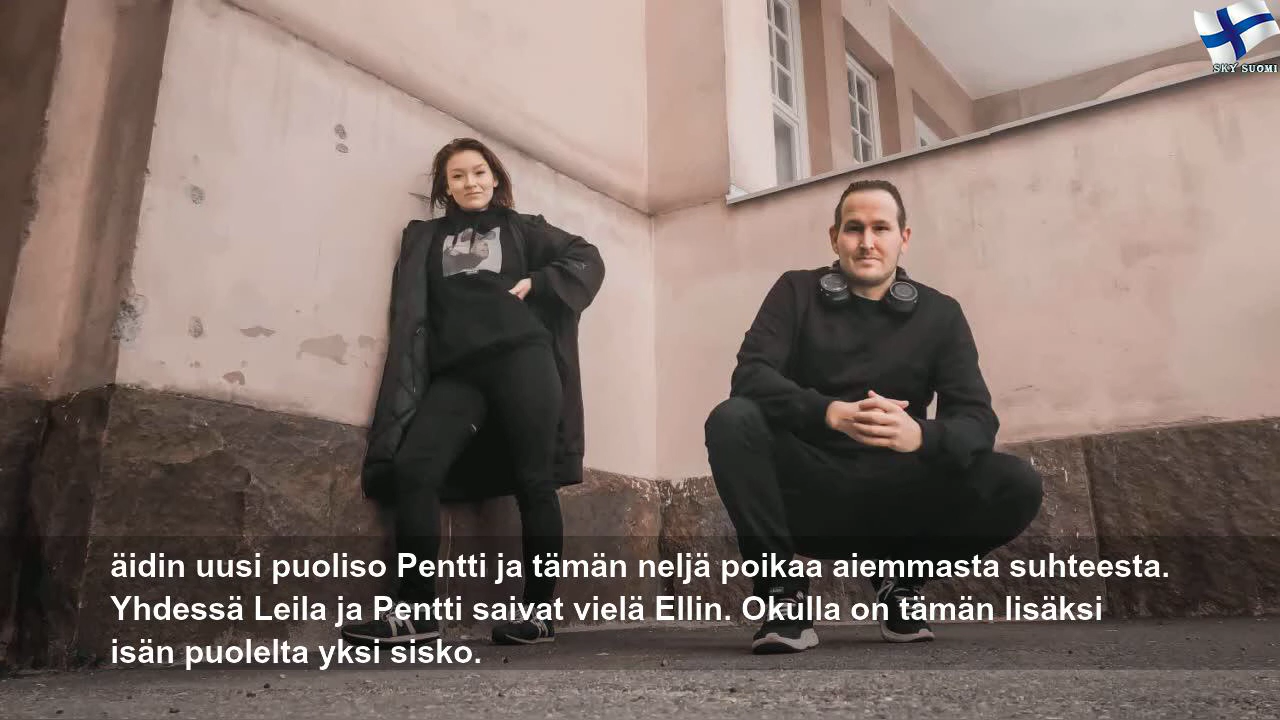 SKY SUOMI
äidin uusi puoliso Pentti ja tämän neljä poikaa aiemmasta suhteesta.
Yhdessä Leila ja Pentti saivat vielä Ellin. Okulla on tämän lisäksi
isän puolelta yksi sisko.